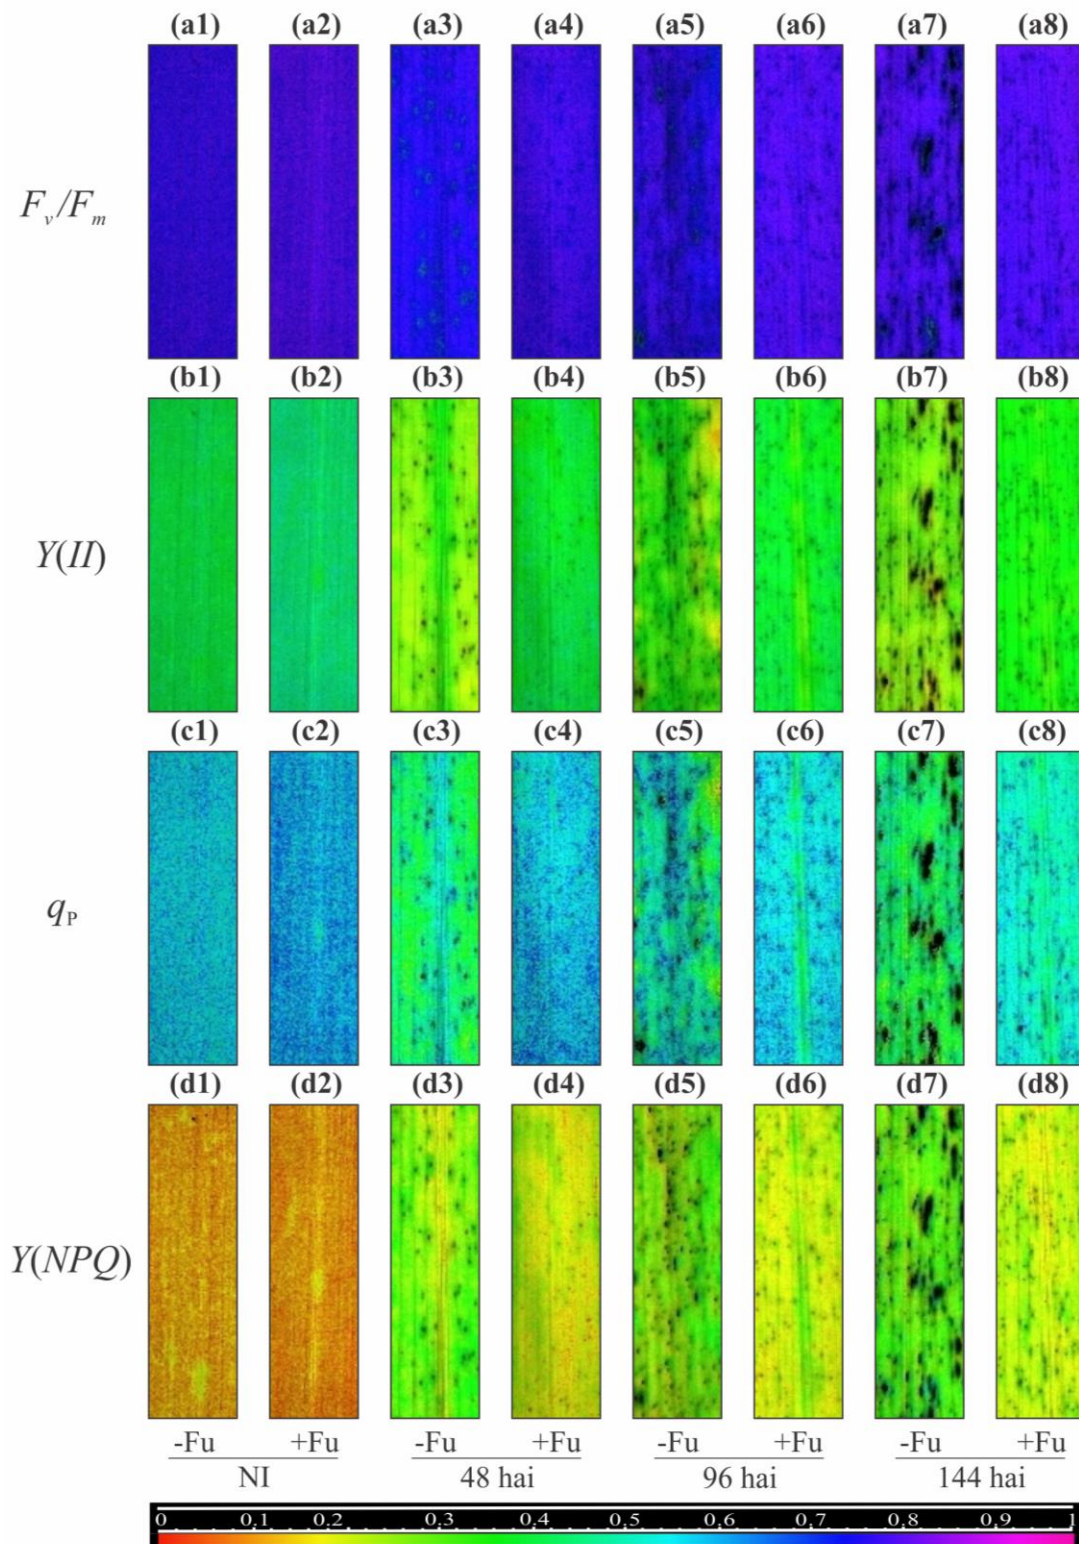 (a1) (a2) (a3) (a4) (a5) (a6) (a7) (a8)
Fv/Fm
(b1) (b2) (b3) (b4) (b5) (b6) (b7) (b8)
Y(II)
(c1) (c2) (c3) (c4) (c5) (c6) (c7) (c8)
qP
(d1) (d2) (d3) (d4) (d5) (d6) (d7) (d8)
Y(NPQ)
-Fu +Fu -Fu +Fu -Fu +Fu -Fu +Fu
NI 48 hai 96 hai 144 hai
0 0.1 0.2 0.3 0.4 0.5 0.6 0.7 0.8 0.9 1